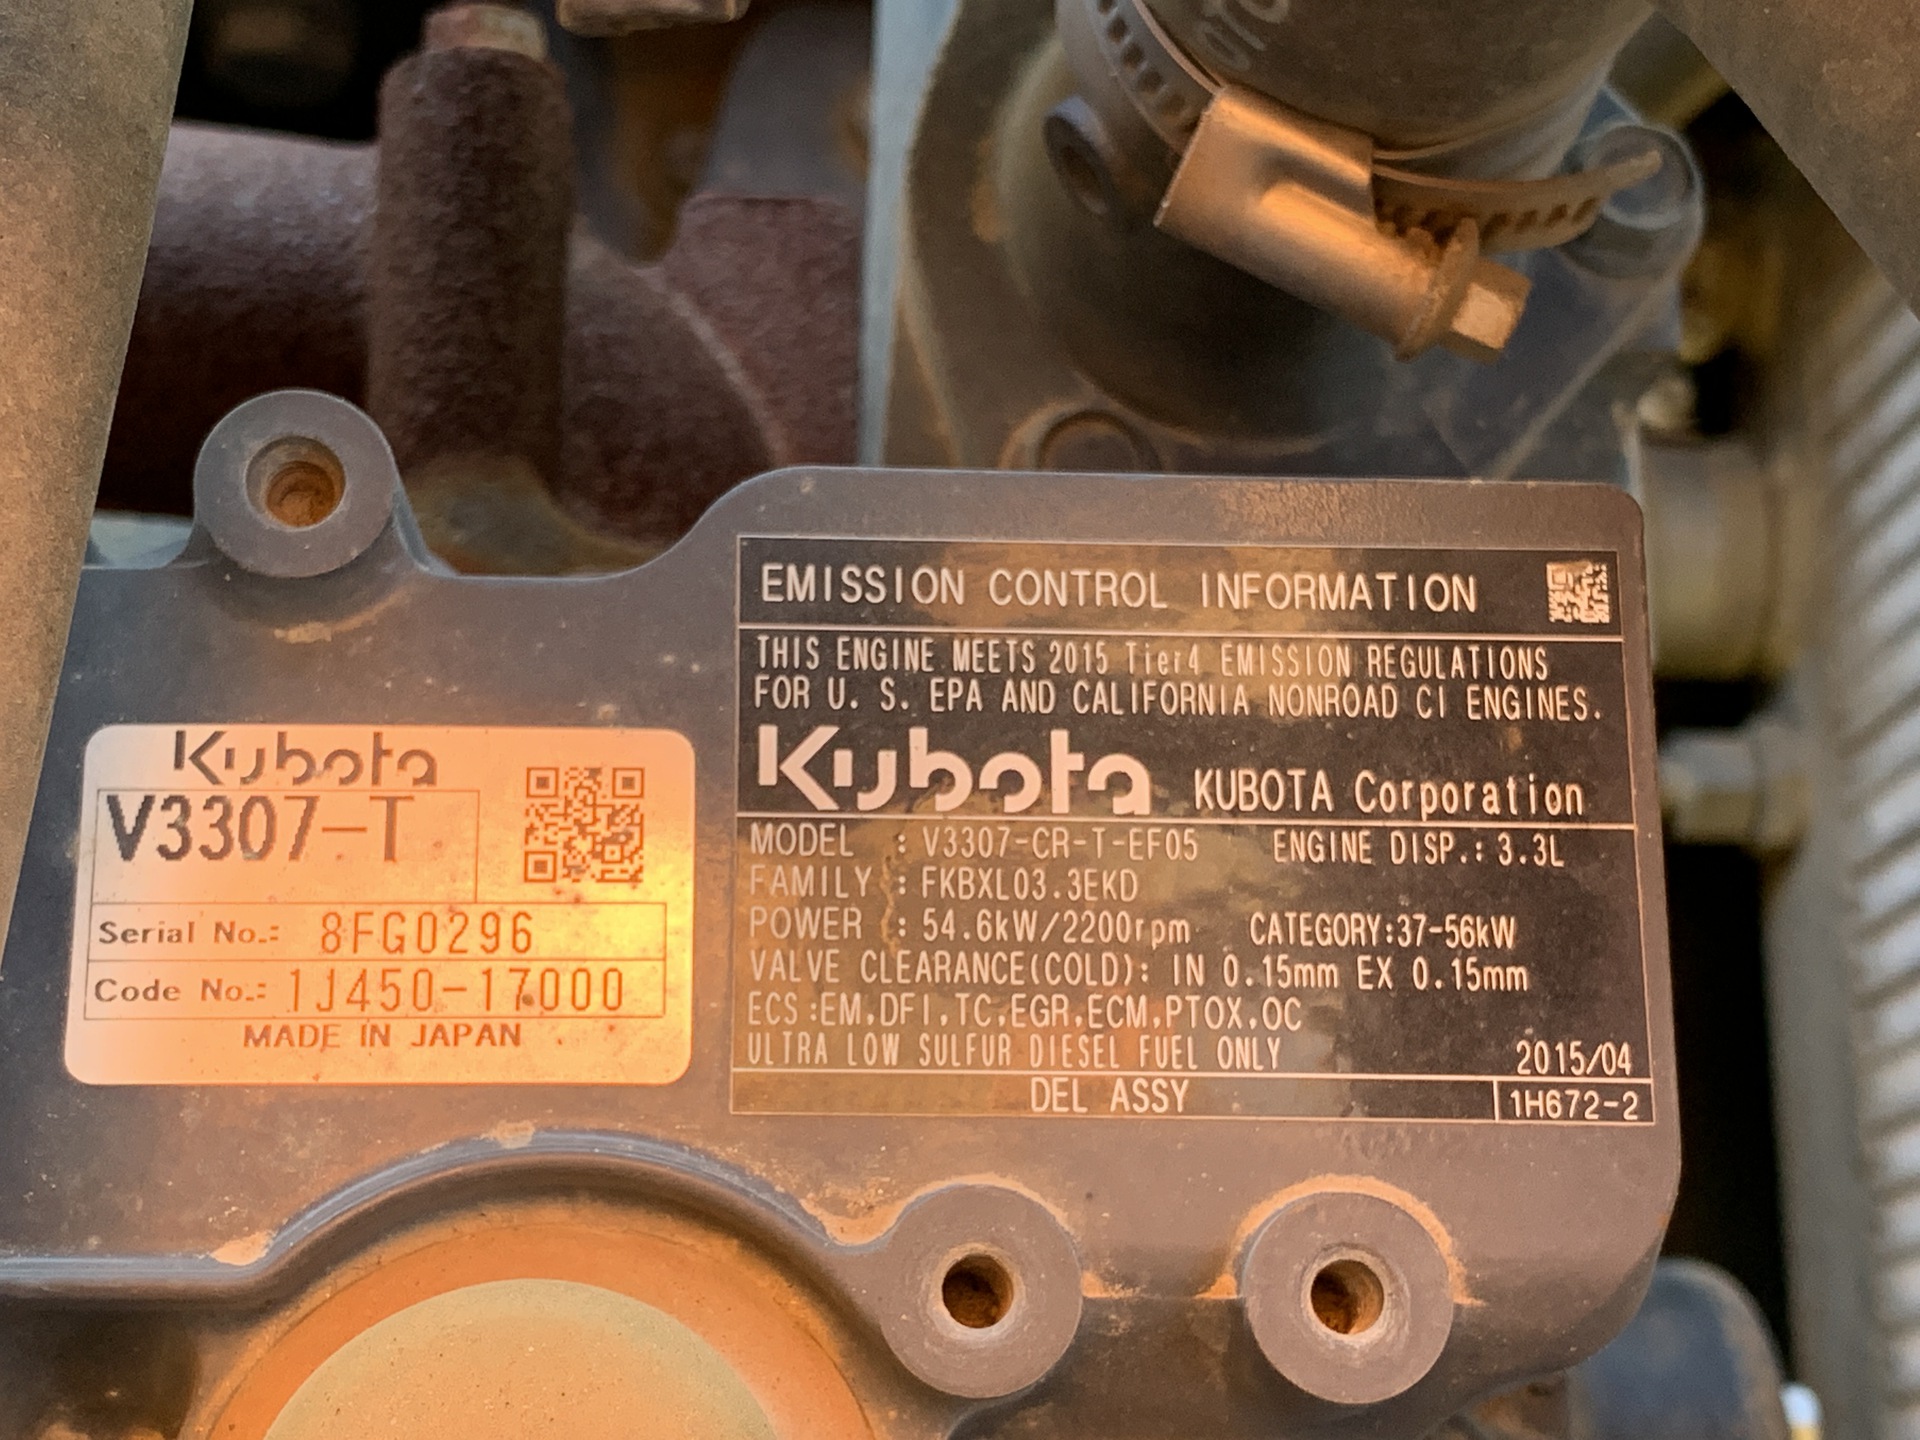 Kubota
V3307-T
Serial No.: 8FG0296
Code No.: 1J450-17000
MADE IN JAPAN
EMISSION CONTROL INFORMATION
THIS ENGINE MEETS 2015 Tier4 EMISSION REGULATIONS
FOR U. S. EPA AND CALIFORNIA NONROAD CI ENGINES.
Kubota KUBOTA Corporation
MODEL : V3307-CR-T-EF05 ENGINE DISP.: 3.3L
FAMILY : FKBXL03.3EKD
POWER : 54.6kW/2200rpm CATEGORY:37-56kW
VALVE CLEARANCE(COLD): IN 0.15mm EX 0.15mm
ECS:EM,DFI,TC,EGR,ECM,PTOX,OC
ULTRA LOW SULFUR DIESEL FUEL ONLY 2015/04
DEL ASSY 1H672-2